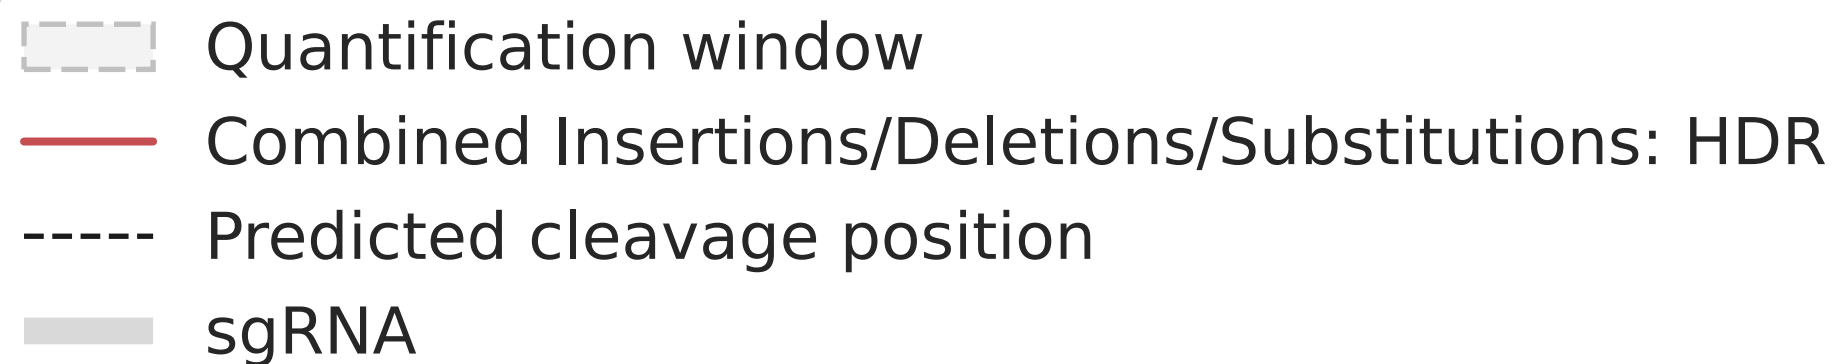 Quantification window
Combined Insertions/Deletions/Substitutions: HDR
Predicted cleavage position
sgRNA